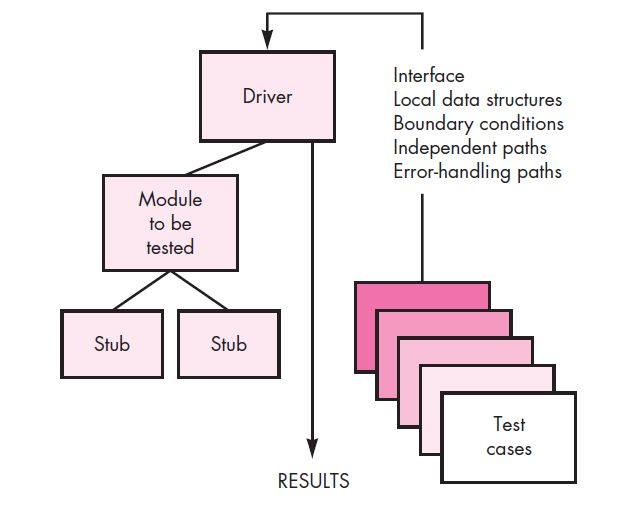 Driver
Interface
Local data structures
Boundary conditions
Independent paths
Error-handling paths
Module
to be
tested
Stub
Stub
Test
cases
RESULTS